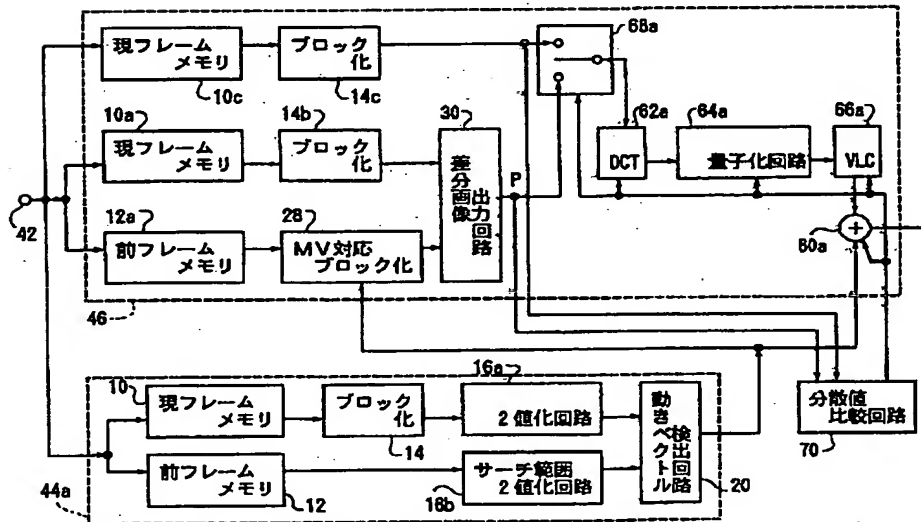 現フレーム
メモリ
10c
ブロック
化
14c
68a
10a
現フレーム
メモリ
14b
ブロック
化
30
差分画像
出力回路
P
62a
DCT
64a
量子化回路
66a
VLC
42
12a
前フレーム
メモリ
28
MV対応
ブロック化
+
60a
46
10
現フレーム
メモリ
ブロック
化
14
16a
2値化回路
動きベクトル
検出回路
20
分散値
比較回路
70
44a
前フレーム
メモリ
12
サーチ範囲
2値化回路
16b